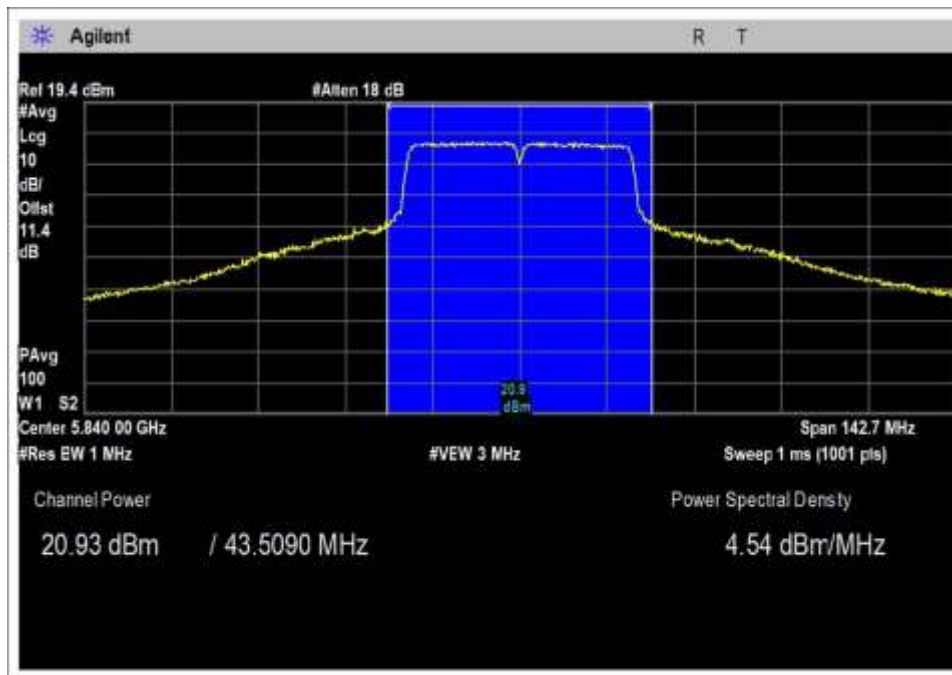 Agilent
R T
Ref 19.4 dBm #Atten 18 dB
#Avg
Log
10
dB/
Offst
11.4
dB
PAvg
100
W1 S2
20.9
dBm
Center 5.840 00 GHz Span 142.7 MHz
#Res BW 1 MHz #VBW 3 MHz Sweep 1 ms (1001 pts)
Channel Power Power Spectral Density
20.93 dBm / 43.5090 MHz 4.54 dBm/MHz